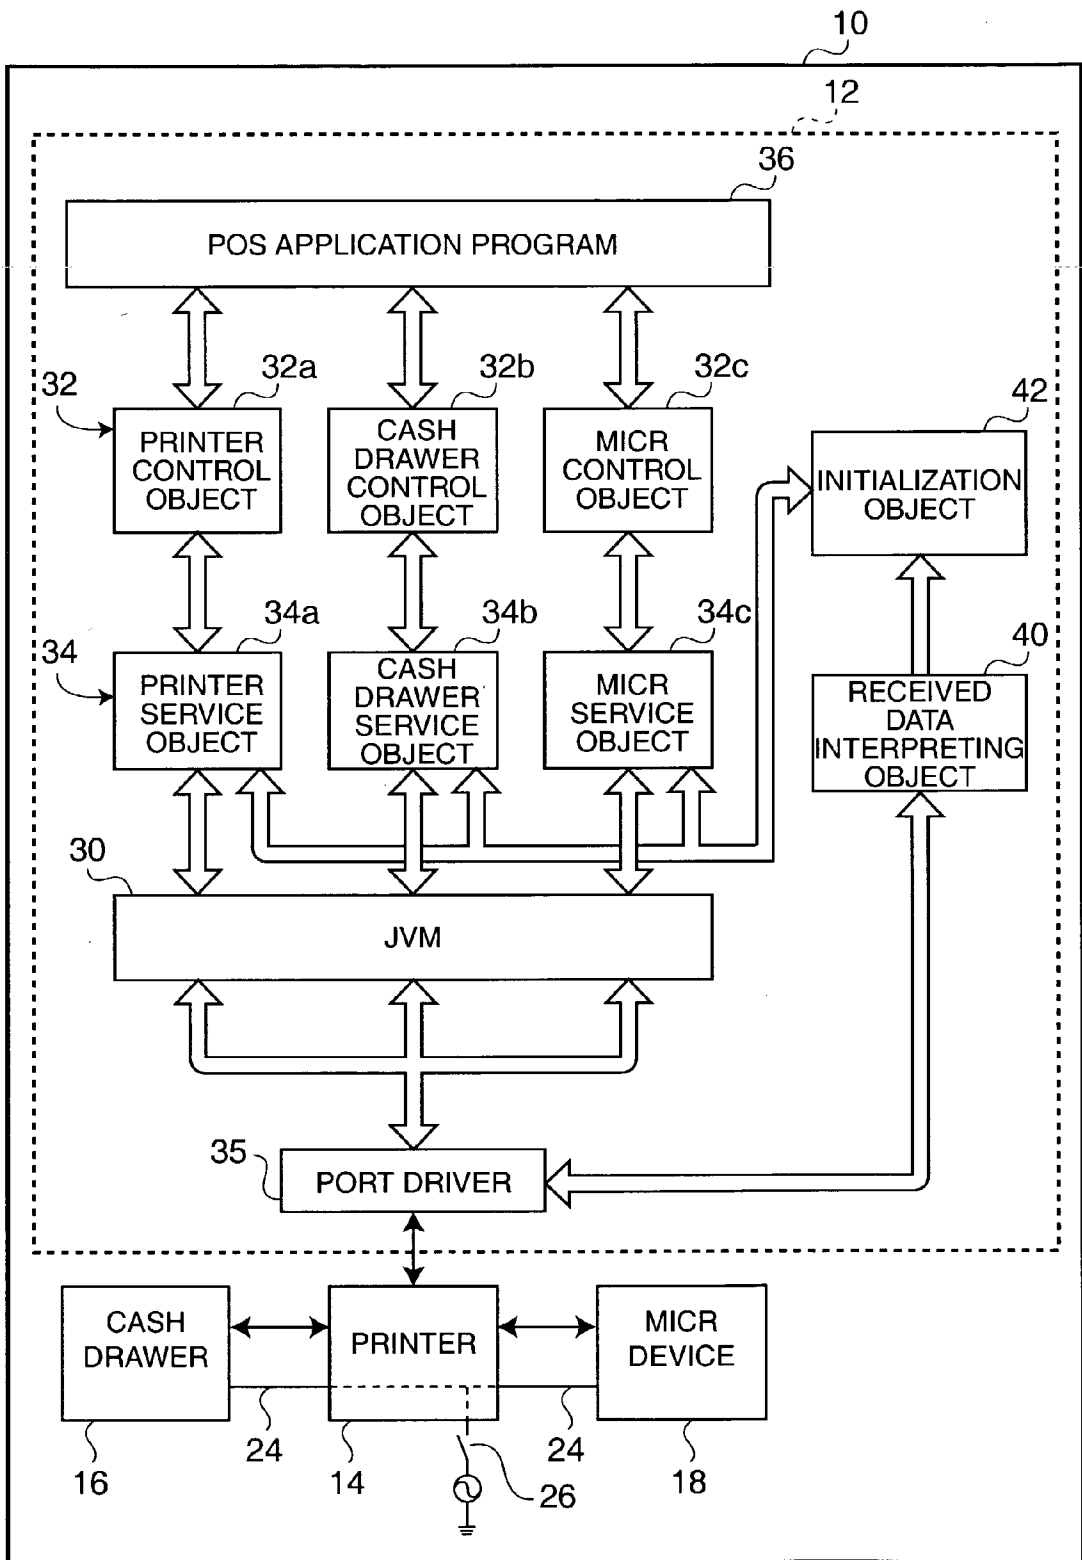 10
12
36
POS APPLICATION PROGRAM
32
32a
32b
32c
42
PRINTER
CONTROL
OBJECT
CASH
DRAWER
CONTROL
OBJECT
MICR
CONTROL
OBJECT
INITIALIZATION
OBJECT
34
34a
34b
34c
40
PRINTER
SERVICE
OBJECT
CASH
DRAWER
SERVICE
OBJECT
MICR
SERVICE
OBJECT
RECEIVED
DATA
INTERPRETING
OBJECT
30
JVM
35
PORT DRIVER
CASH
DRAWER
PRINTER
MICR
DEVICE
16
24
14
26
24
18